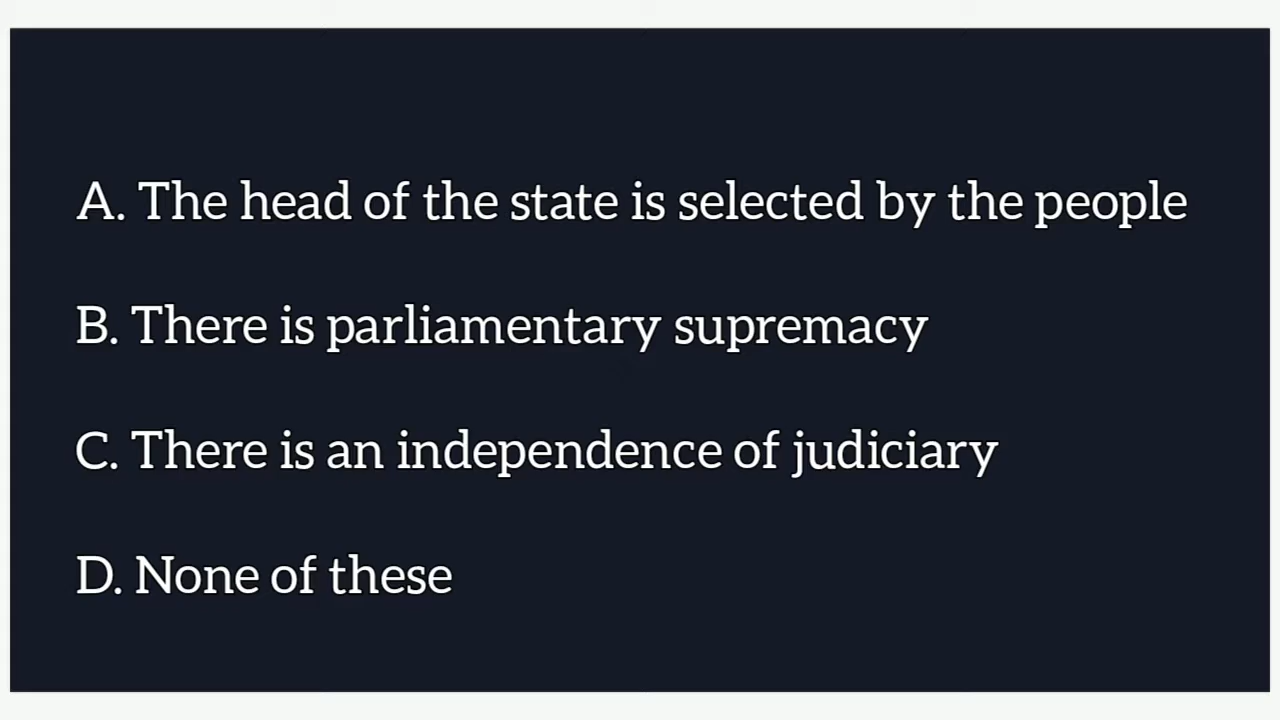 A. The head of the state is selected by the people
B. There is parliamentary supremacy
C. There is an independence of judiciary
D. None of these